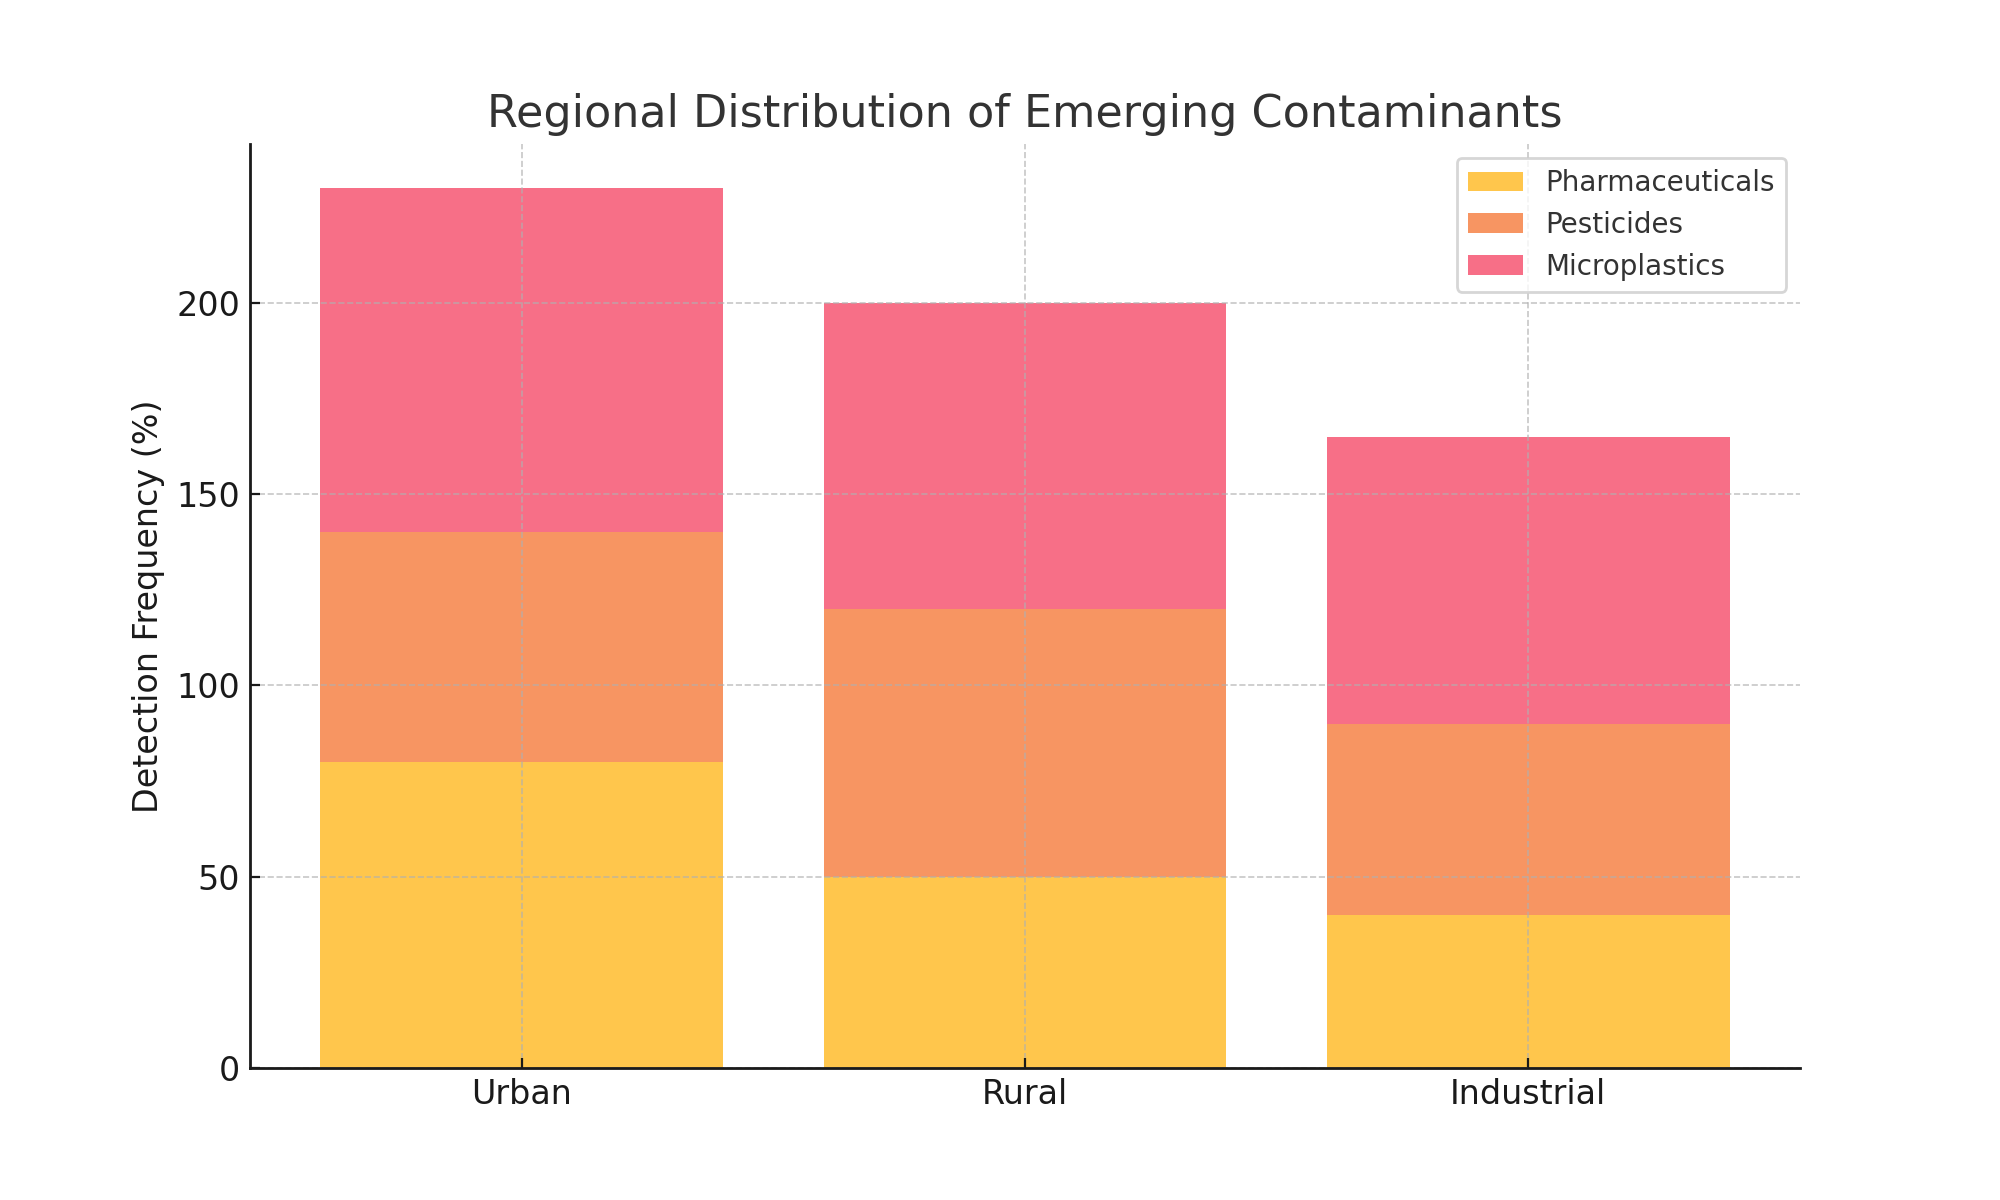 Regional Distribution of Emerging Contaminants
Pharmaceuticals
Pesticides
Microplastics
Detection Frequency (%)
200
150
100
50
0
Urban
Rural
Industrial